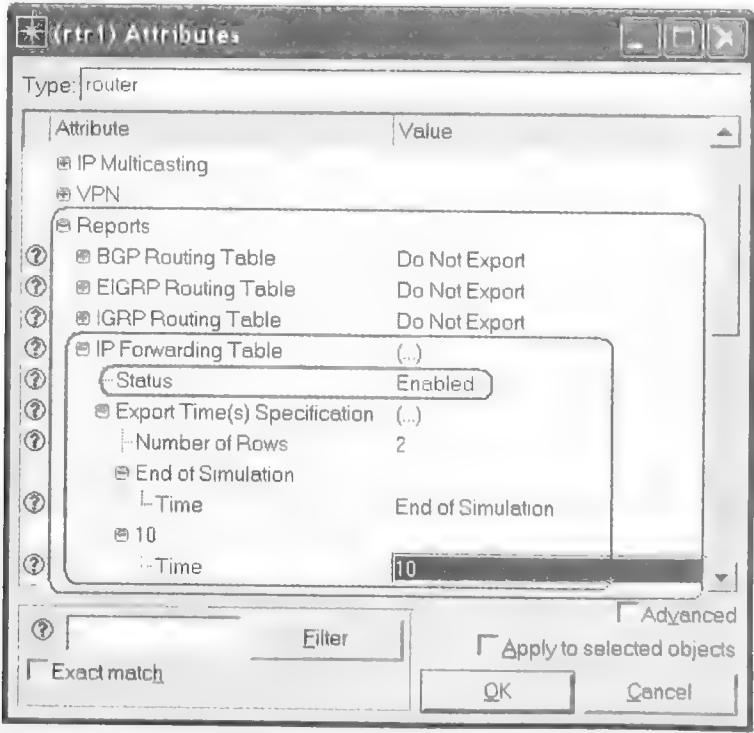 (rtr1) Attributes
Type: router
Attribute Value
IP Multicasting
VPN
Reports
BGP Routing Table Do Not Export
EIGRP Routing Table Do Not Export
IGRP Routing Table Do Not Export
IP Forwarding Table (...)
Status Enabled
Export Time(s) Specification (...)
Number of Rows 2
End of Simulation
Time End of Simulation
10
Time 10
Advanced
Filter
Apply to selected objects
Exact match
OK Cancel